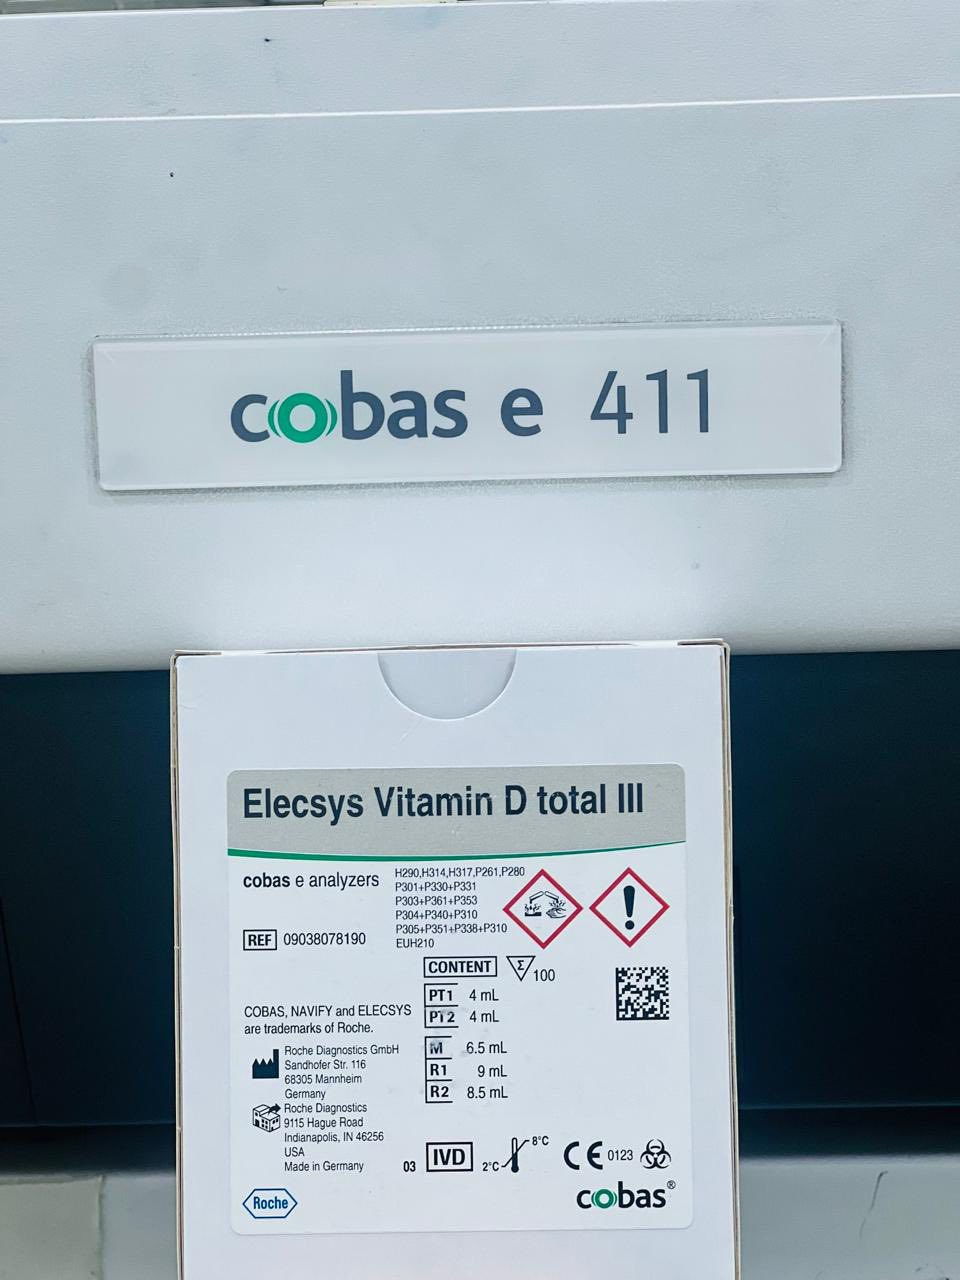 cobas e 411
Elecsys Vitamin D total III
cobas e analyzers
H290,H314,H317,P261,P280
P301+P330+P331
P303+P361+P353
P304+P340+P310
P305+P351+P338+P310
EUH210
REF 09038078190
CONTENT Σ 100
PT1 4 mL
PT2 4 mL
M 6.5 mL
R1 9 mL
R2 8.5 mL
COBAS, NAVIFY and ELECSYS
are trademarks of Roche.
Roche Diagnostics GmbH
Sandhofer Str. 116
68305 Mannheim
Germany
Roche Diagnostics
9115 Hague Road
Indianapolis, IN 46256
USA
Made in Germany
03 IVD 2°C 8°C CE 0123
Roche
cobas®